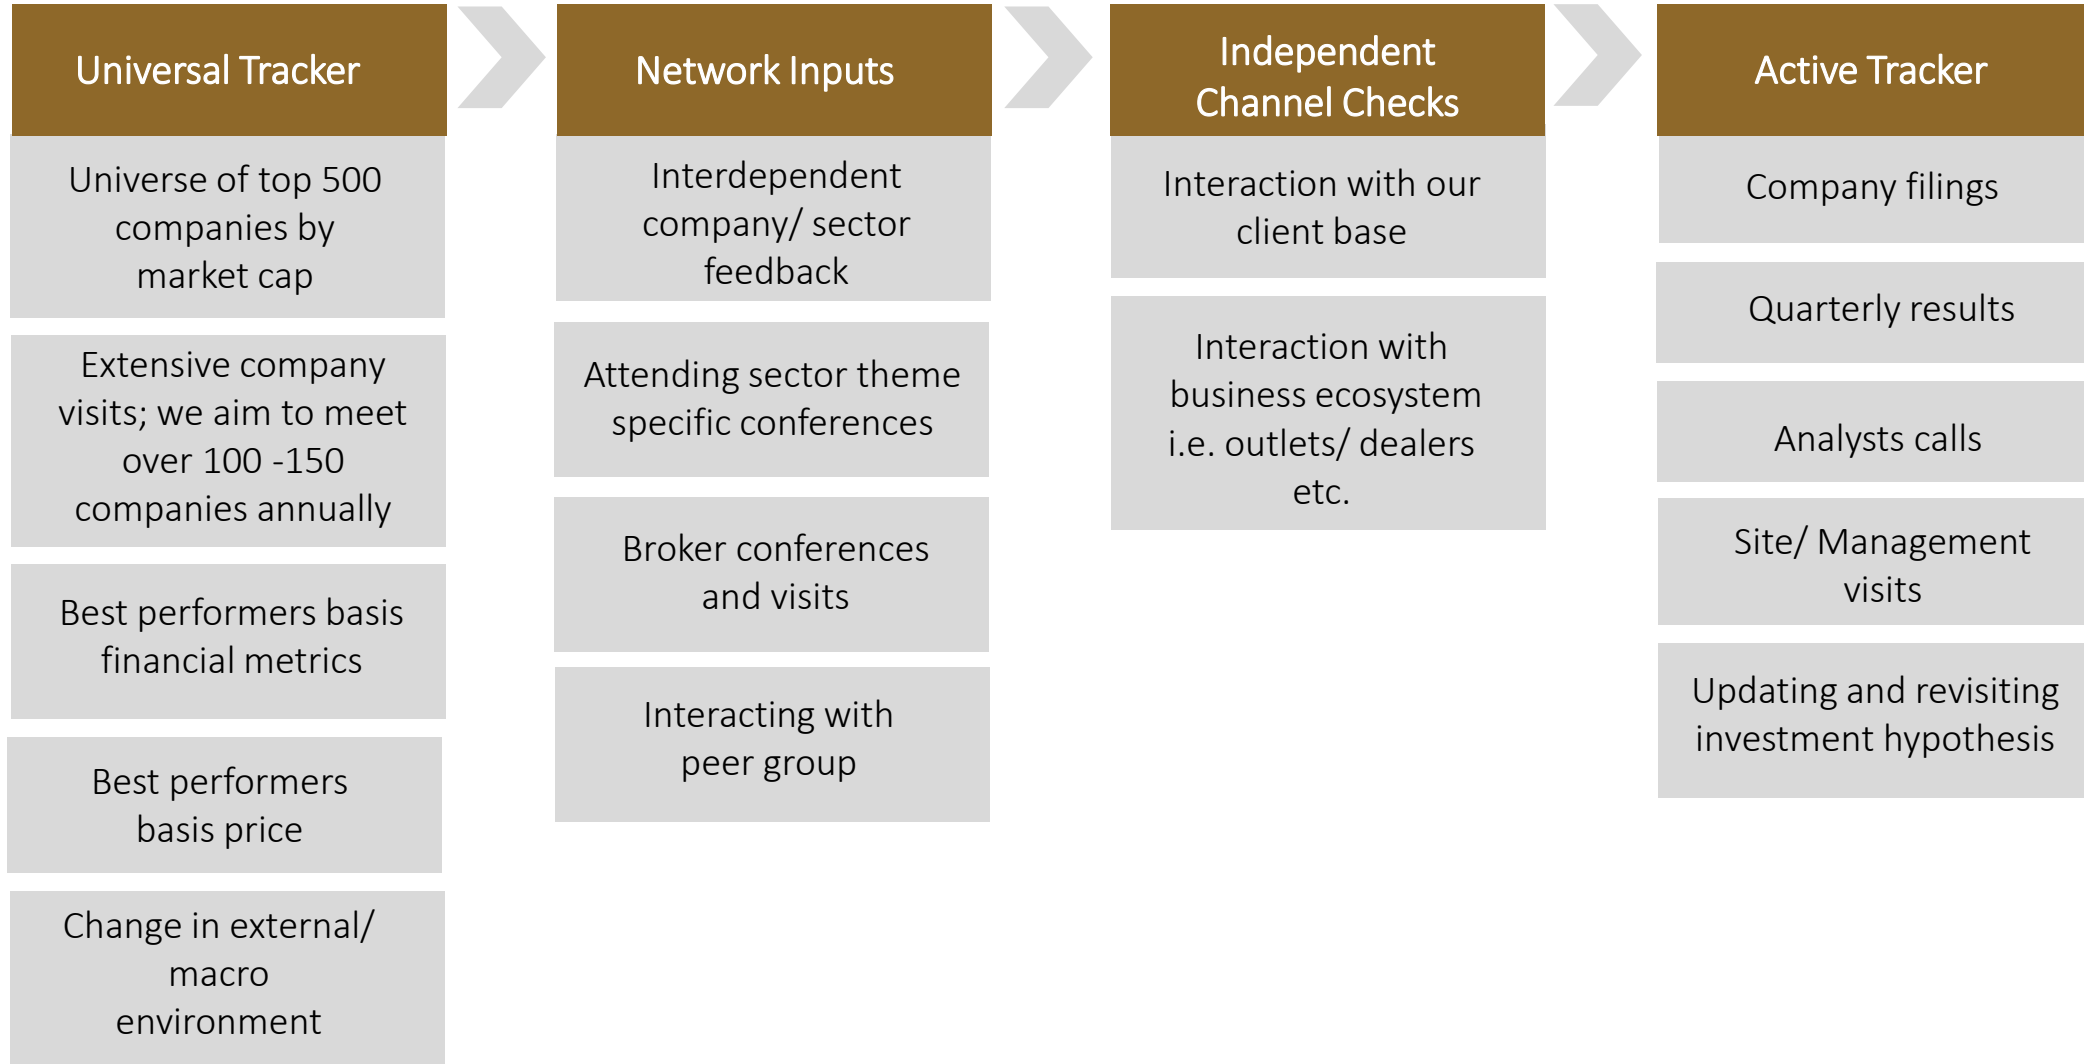 Universal Tracker
Universe of top 500
companies by
market cap
Extensive company
visits; we aim to meet
over 100 -150
companies annually
Best performers basis
financial metrics
Best performers
basis price
Change in external/
macro
environment
Network Inputs
Interdependent
company/ sector
feedback
Attending sector theme
specific conferences
Broker conferences
and visits
Interacting with
peer group
Independent
Channel Checks
Interaction with our
client base
Interaction with
business ecosystem
i.e. outlets/ dealers
etc.
Active Tracker
Company filings
Quarterly results
Analysts calls
Site/ Management
visits
Updating and revisiting
investment hypothesis